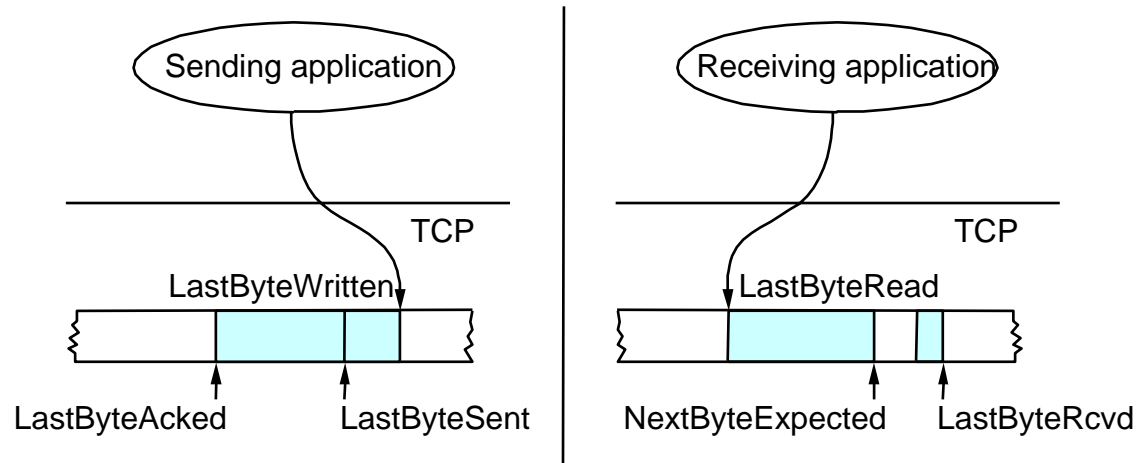 Sending application
Receiving application
TCP
TCP
LastByteWritten
LastByteRead
LastByteAcked
LastByteSent
NextByteExpected
LastByteRcvd